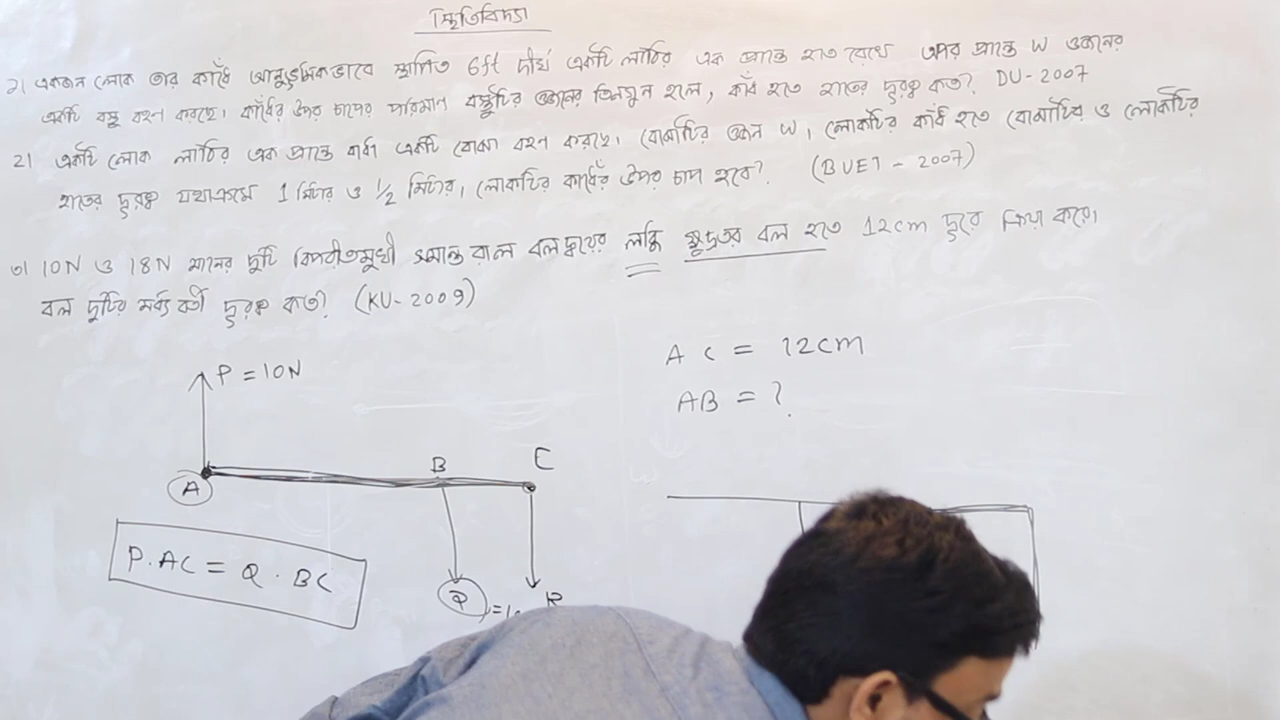 স্থিতিবিদ্যা
১। একজন লোক তার কাঁধে আনুভূমিকভাবে স্থাপিত 6ft দীর্ঘ একটি লাঠির এক প্রান্তে হাত রেখে অপর প্রান্তে W ওজনের
একটি বস্তু বহন করছে। কাঁধের উপর চাপের পরিমাণ বস্তুটির ওজনের তিনগুন হলে, কাঁধ হতে হাতের দূরত্ব কত? DU-2007
2। একটি লোক লাঠির এক প্রান্তে বাধা একটি বোঝা বহন করছে। বোঝাটির ওজন W, লোকটির কাঁধ হতে বোঝাটির ও লোকটির
হাতের দূরত্ব যথাক্রমে 1 মিটার ও 1/2 মিটার। লোকটির কাঁধের উপর চাপ হবে? (BUET - 2007)
৩। 10N ও 18N মানের দুটি বিপরীতমুখী সমান্তরাল বলদ্বয়ের লব্ধি ক্ষুদ্রতর বল হতে 12cm দূরে ক্রিয়া করে।
বল দুটির মধ্যবর্তী দূরত্ব কত? (KU-2009)
AC = 12cm
P = 10N
AB = ?
B C
A
P.AC = Q . BC
Q
R